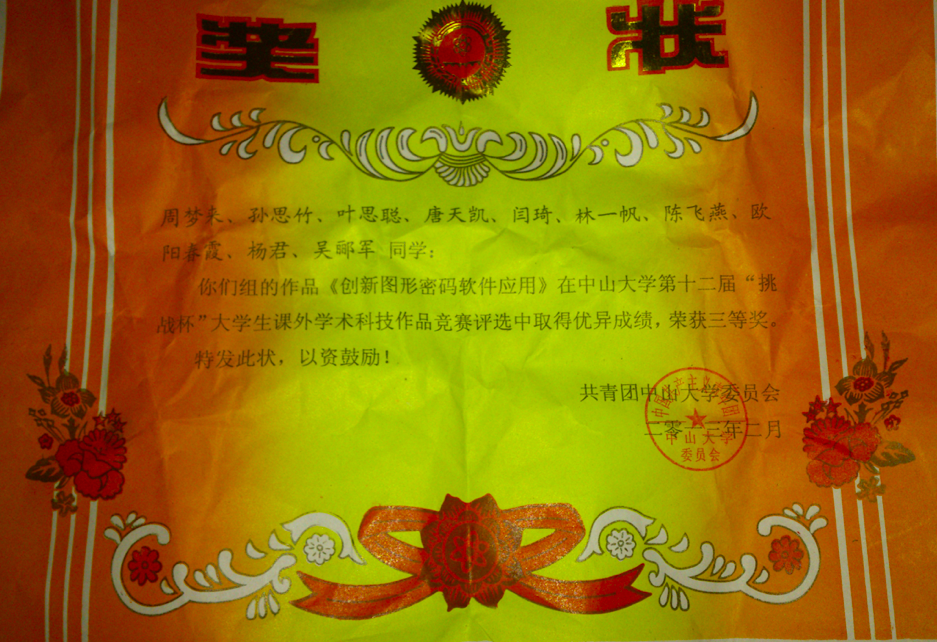 奖 状
周梦来、孙思竹、叶思聪、唐天凯、闫琦、林一帆、陈飞燕、欧
阳春霞、杨君、吴郦军 同学:
你们组的作品《创新图形密码软件应用》在中山大学第十二届“挑
战杯”大学生课外学术科技作品竞赛评选中取得优异成绩,荣获三等奖。
特发此状,以资鼓励!
共青团中山大学委员会
二零一三年二月
中山大学
委员会